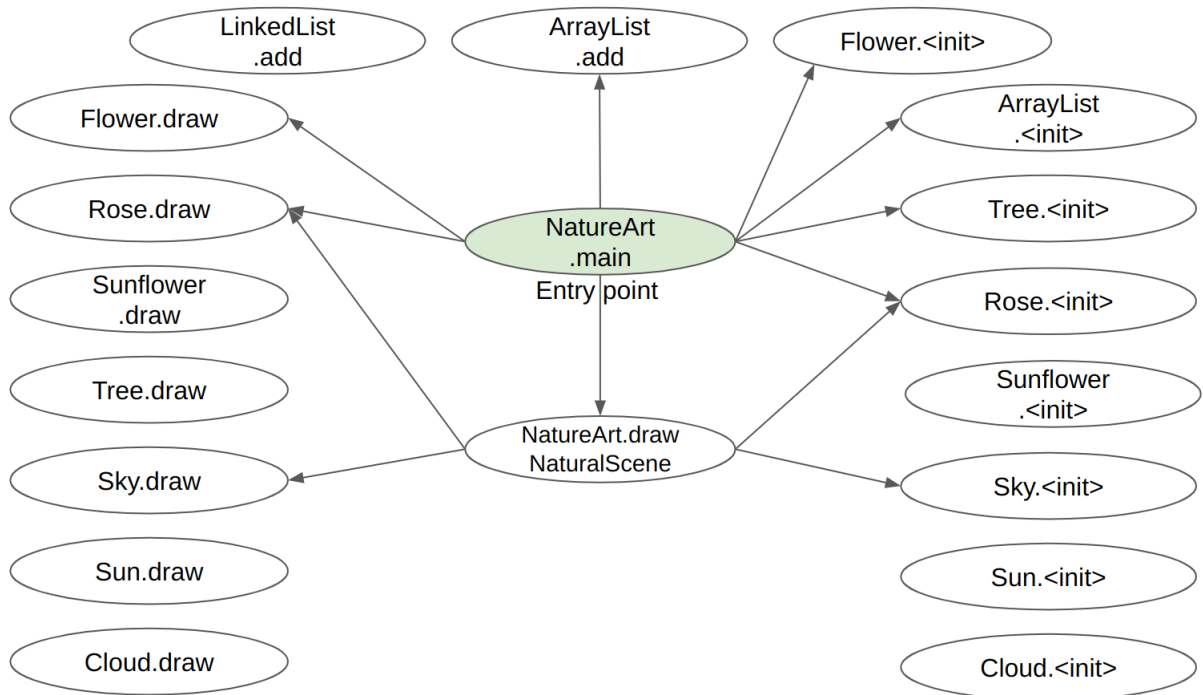 LinkedList
.add
ArrayList
.add
Flower.<init>
Flower.draw
ArrayList
.<init>
Rose.draw
NatureArt
.main
Tree.<init>
Entry point
Sunflower
.draw
Rose.<init>
Tree.draw
Sunflower
.<init>
NatureArt.draw
NaturalScene
Sky.draw
Sky.<init>
Sun.draw
Sun.<init>
Cloud.draw
Cloud.<init>